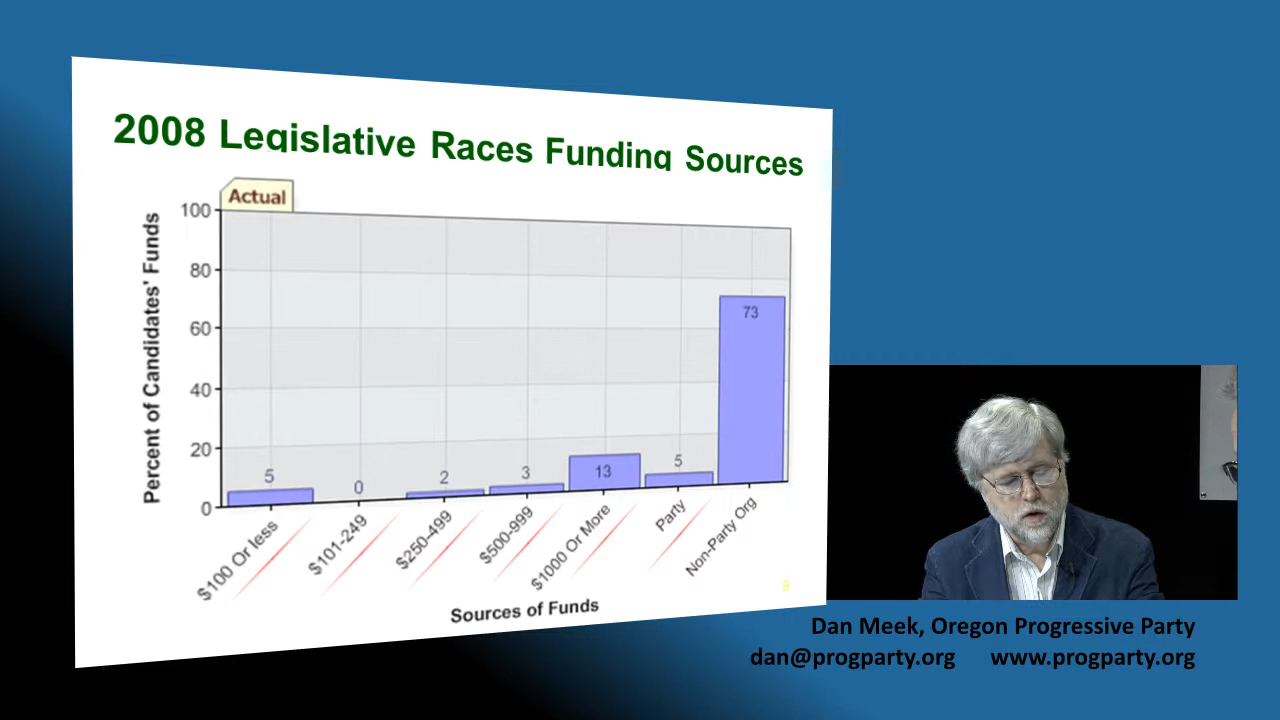 2008 Legislative Races Funding Sources
Actual
Percent of Candidates' Funds
100
80
60
40
20
0
5
0
2
3
13
5
73
$100 Or less
$101-249
$250-499
$500-999
$1000 Or More
Party
Non-Party Org
Sources of Funds
9
Dan Meek, Oregon Progressive Party
dan@progparty.org www.progparty.org